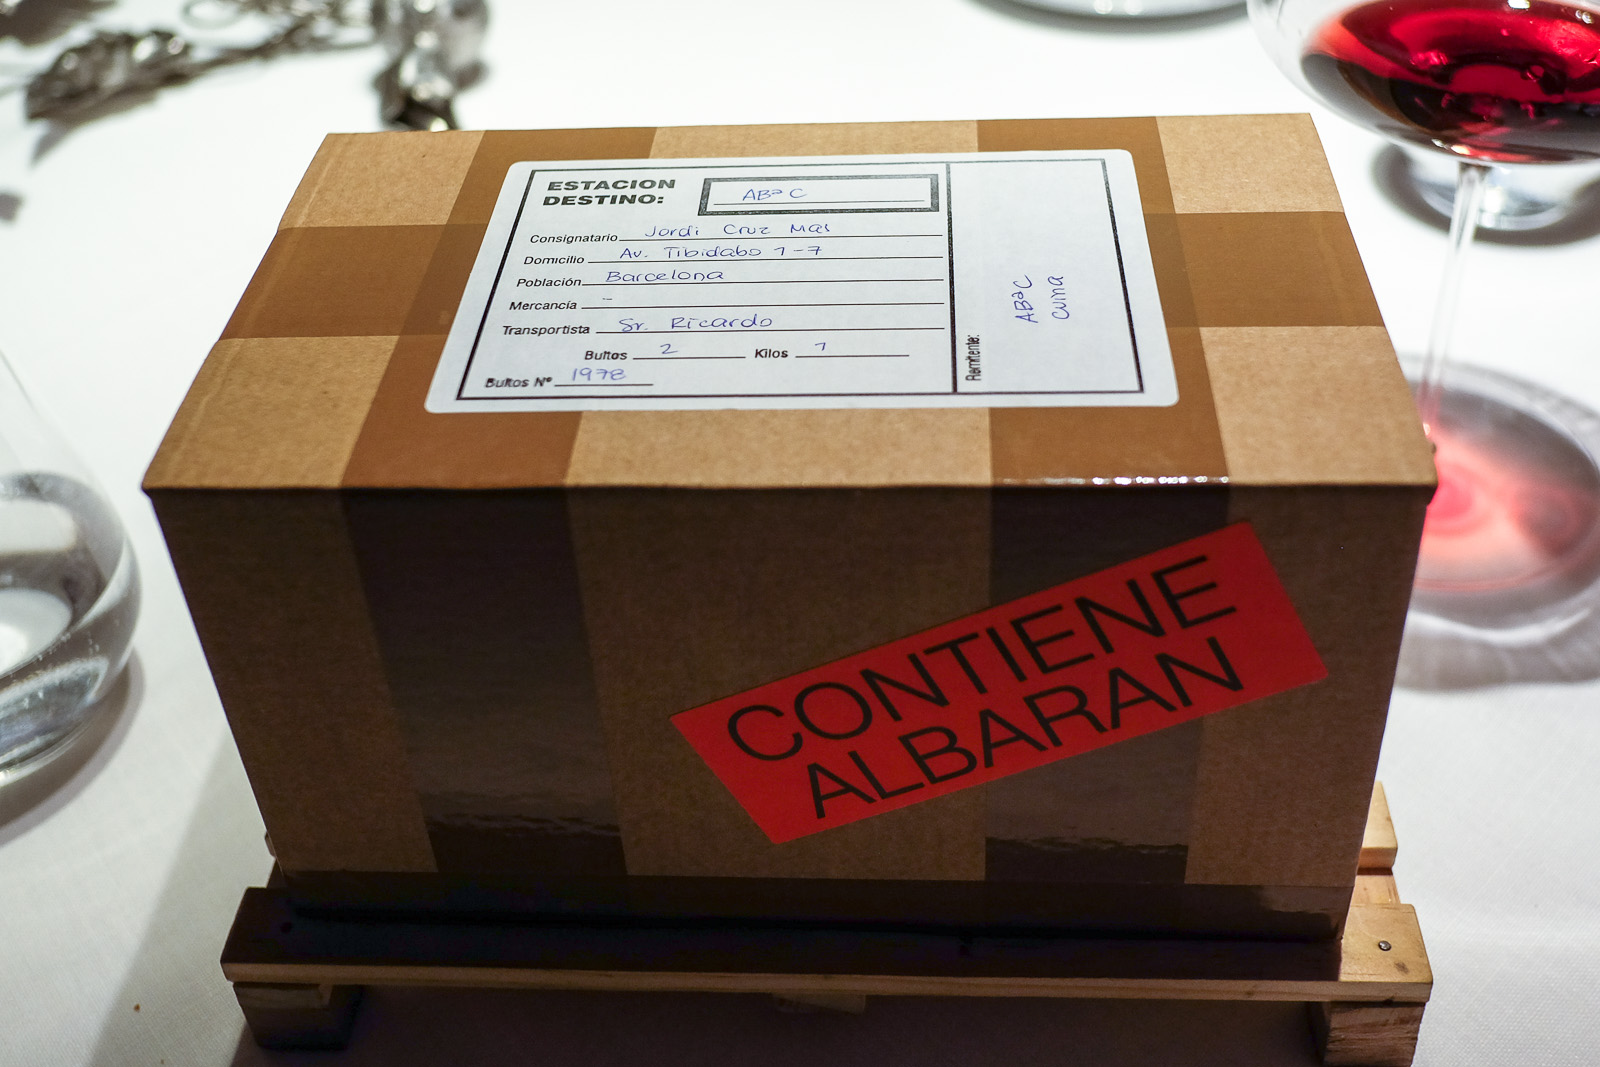 ESTACION
DESTINO: ABaC
Consignatario Jordi Cruz Mas
Domicilio Av. Tibidabo 1-7
Población Barcelona
Mercancía -
Transportista Sr. Ricardo
Bultos 2 Kilos 1
Bultos Nº 1978
Remitente:
ABaC
CONTIENE
ALBARAN